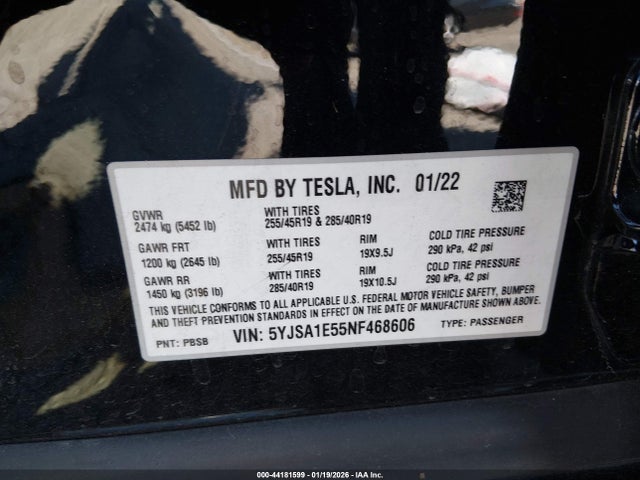 MFD BY TESLA, INC. 01/22
GVWR
2474 kg (5452 lb)
WITH TIRES
255/45R19 & 285/40R19
GAWR FRT
1200 kg (2645 lb)
WITH TIRES
255/45R19
RIM
19X9.5J
COLD TIRE PRESSURE
290 kPa, 42 psi
GAWR RR
1450 kg (3196 lb)
WITH TIRES
285/40R19
RIM
19X10.5J
COLD TIRE PRESSURE
290 kPa, 42 psi
THIS VEHICLE CONFORMS TO ALL APPLICABLE U.S. FEDERAL MOTOR VEHICLE SAFETY, BUMPER
AND THEFT PREVENTION STANDARDS IN EFFECT ON THE DATE OF MANUFACTURE SHOWN ABOVE.
PNT: PBSB VIN: 5YJSA1E55NF468606 TYPE: PASSENGER
000-44181599 - 01/19/2026 - IAA Inc.